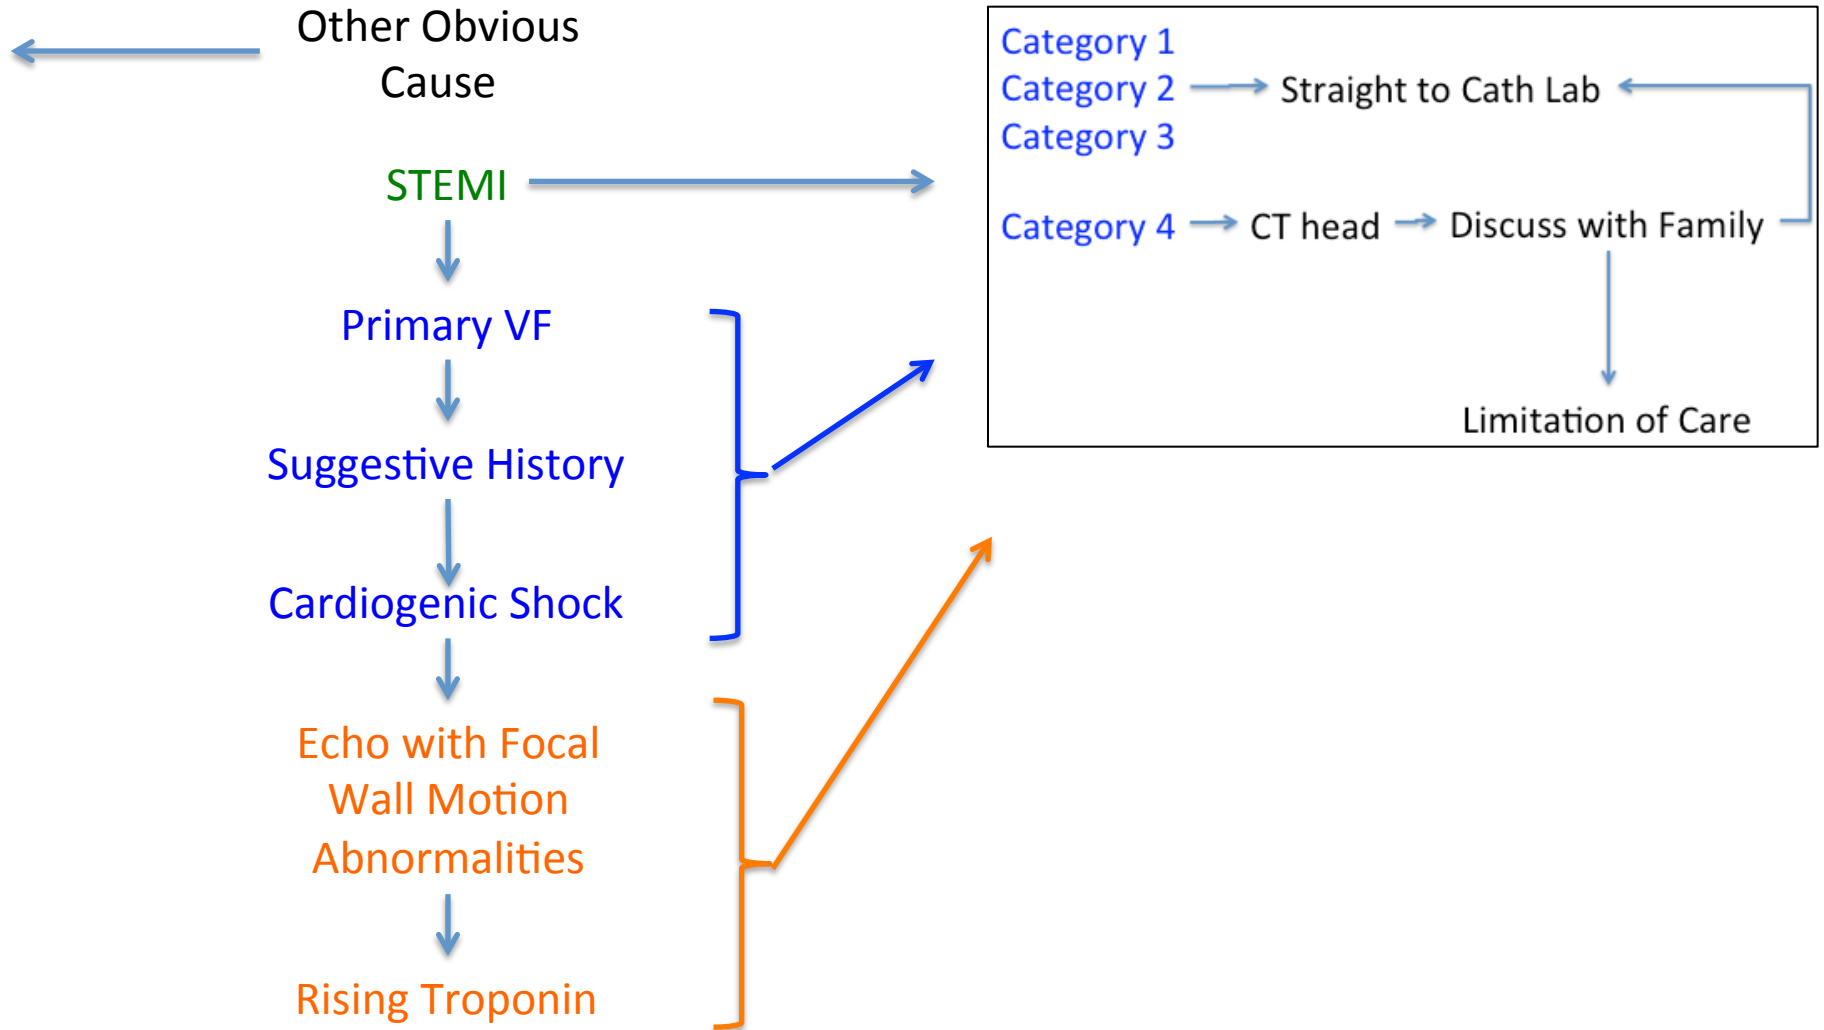 Other Obvious
Cause
STEMI
Primary VF
Suggestive History
Cardiogenic Shock
Echo with Focal
Wall Motion
Abnormalities
Rising Troponin
Category 1
Category 2 Straight to Cath Lab
Category 3
Category 4 CT head Discuss with Family
Limitation of Care